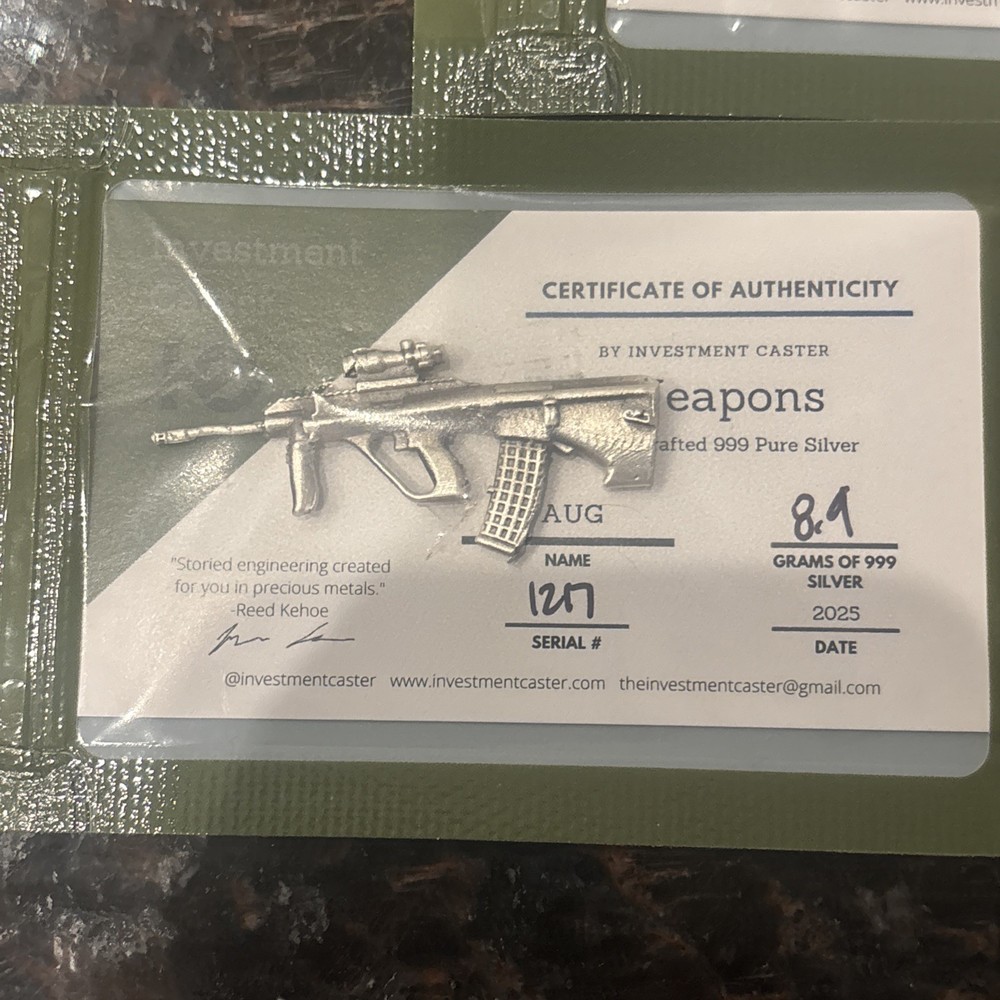 Investment
CERTIFICATE OF AUTHENTICITY
BY INVESTMENT CASTER
eapons
afted 999 Pure Silver
AUG
NAME
8.9
GRAMS OF 999
SILVER
"Storied engineering created
for you in precious metals."
-Reed Kehoe
1217
SERIAL #
2025
DATE
@investmentcaster www.investmentcaster.com theinvestmentcaster@gmail.com